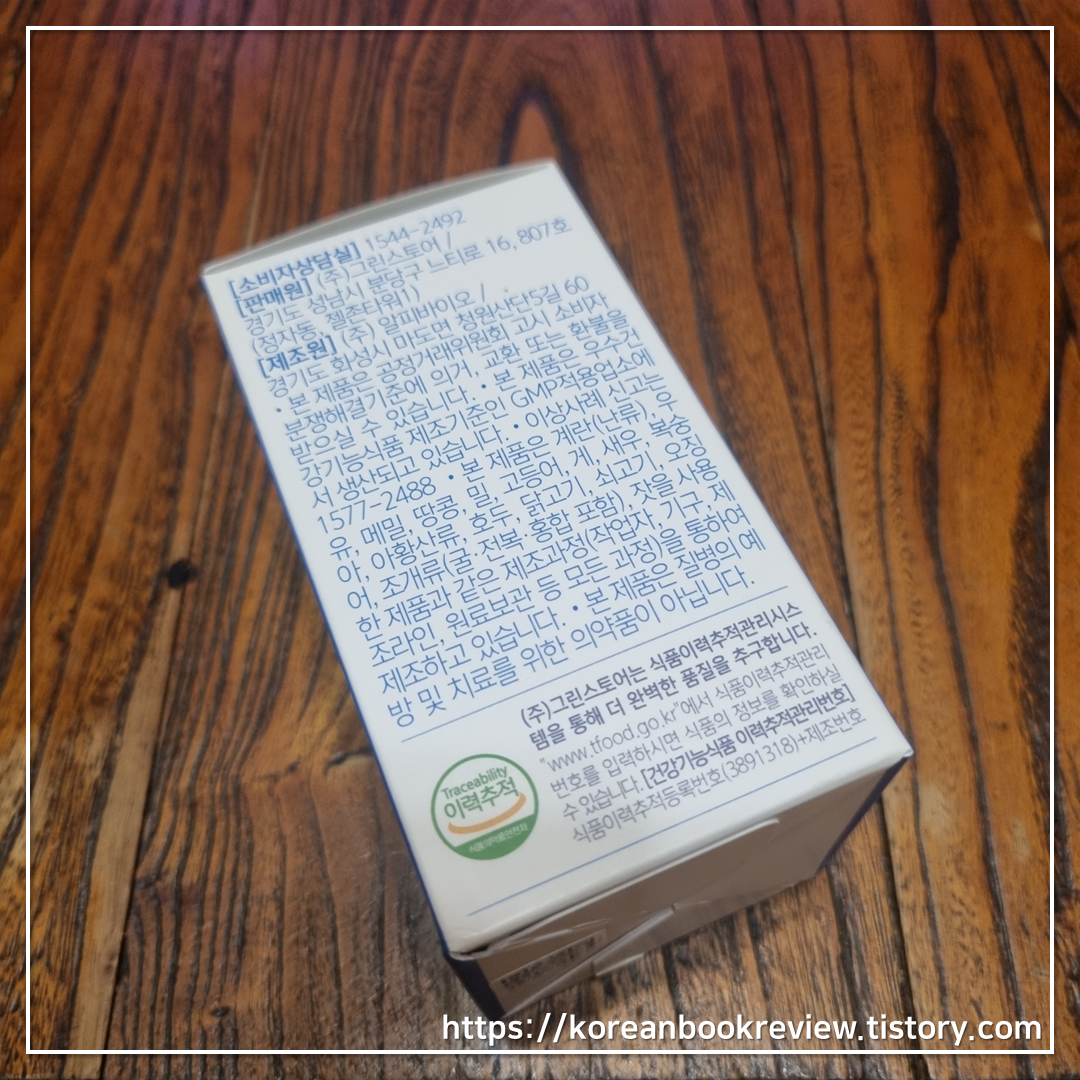 [소비자상담실] 1544-2492
[판매원] (주)그린스토어 /
경기도 성남시 분당구 느티로 16, 807호
(정자동, 젤존타워1)
[제조원] (주) 알피바이오 /
경기도 화성시 마도면 청원산단5길 60
• 본 제품은 공정거래위원회 고시 소비자
분쟁해결기준에 의거, 교환 또는 환불을
받으실 수 있습니다. • 본 제품은 우수건
강기능식품 제조기준인 GMP적용업소에
서 생산되고 있습니다. • 이상사례 신고는
1577-2488 • 본 제품은 계란(난류), 우
유, 메밀, 땅콩, 밀, 고등어, 게, 새우, 복숭
아, 아황산류, 호두, 닭고기, 쇠고기, 오징
어, 조개류(굴, 전복, 홍합 포함), 잣을 사용
한 제품과 같은 제조과정(작업자, 기구, 제
조라인, 원료보관 등 모든 과정)을 통하여
제조하고 있습니다. • 본 제품은 질병의 예
방 및 치료를 위한 의약품이 아닙니다.
(주)그린스토어는 식품이력추적관리시스
템을 통해 더 완벽한 품질을 추구합니다.
"www.tfood.go.kr"에서 식품이력추적관리
번호를 입력하시면 식품의 정보를 확인하실
수 있습니다. [건강기능식품 이력추적관리번호]
식품이력추적등록번호(3891318)+제조번호
Traceability
이력추적
식품의약품안전처
https://koreanbookreview.tistory.com